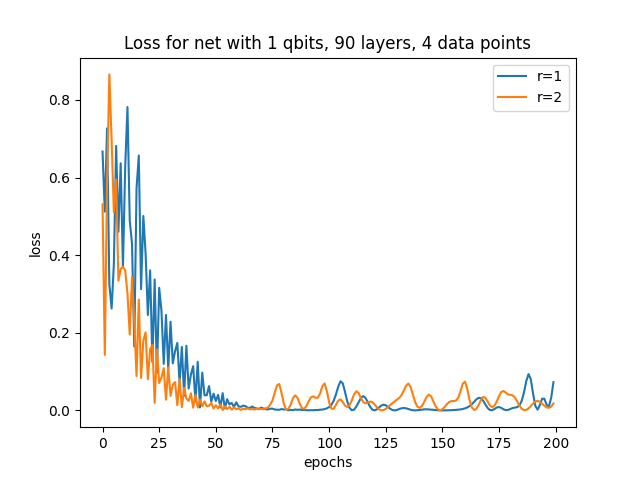 Loss for net with 1 qbits, 90 layers, 4 data points
r=1
r=2
loss
0.8
0.6
0.4
0.2
0.0
0 25 50 75 100 125 150 175 200
epochs